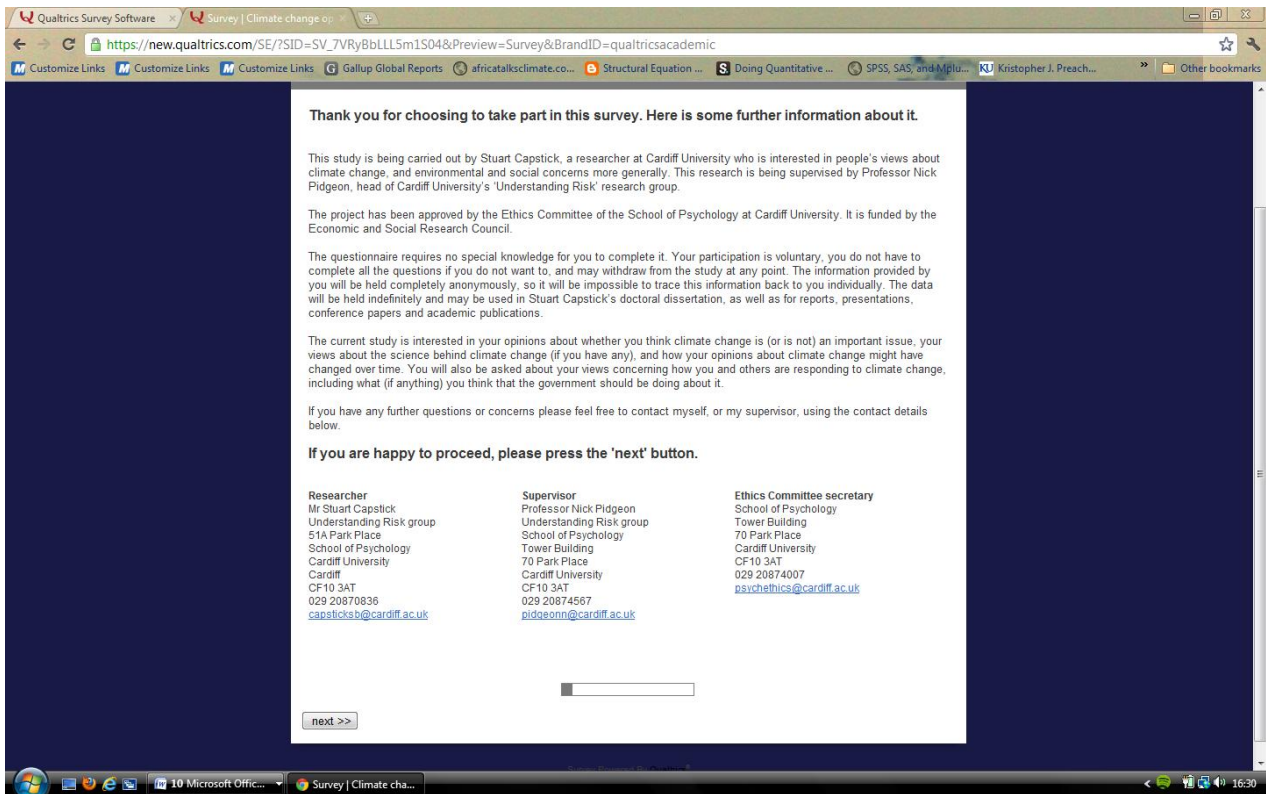 Qualtrics Survey Software
Survey | Climate change op
https://new.qualtrics.com/SE/?SID=SV_7VRyBbLLL5m1S04&Preview=Survey&BrandID=qualtricsacademic
Customize Links Customize Links Customize Links Gallup Global Reports africatalksclimate.co... Structural Equation ... Doing Quantitative ... SPSS, SAS, and Mplu... Kristopher J. Preach... » Other bookmarks
Thank you for choosing to take part in this survey. Here is some further information about it.
This study is being carried out by Stuart Capstick, a researcher at Cardiff University who is interested in people's views about
climate change, and environmental and social concerns more generally. This research is being supervised by Professor Nick
Pidgeon, head of Cardiff University's 'Understanding Risk' research group.
The project has been approved by the Ethics Committee of the School of Psychology at Cardiff University. It is funded by the
Economic and Social Research Council.
The questionnaire requires no special knowledge for you to complete it. Your participation is voluntary, you do not have to
complete all the questions if you do not want to, and may withdraw from the study at any point. The information provided by
you will be held completely anonymously, so it will be impossible to trace this information back to you individually. The data
will be held indefinitely and may be used in Stuart Capstick's doctoral dissertation, as well as for reports, presentations,
conference papers and academic publications.
The current study is interested in your opinions about whether you think climate change is (or is not) an important issue, your
views about the science behind climate change (if you have any), and how your opinions about climate change might have
changed over time. You will also be asked about your views concerning how you and others are responding to climate change,
including what (if anything) you think that the government should be doing about it.
If you have any further questions or concerns please feel free to contact myself, or my supervisor, using the contact details
below.
If you are happy to proceed, please press the 'next' button.
Researcher
Mr Stuart Capstick
Understanding Risk group
51A Park Place
School of Psychology
Cardiff University
Cardiff
CF10 3AT
029 20870836
capsticksb@cardiff.ac.uk
Supervisor
Professor Nick Pidgeon
Understanding Risk group
School of Psychology
Tower Building
70 Park Place
Cardiff University
CF10 3AT
029 20874567
pidgeonn@cardiff.ac.uk
Ethics Committee secretary
School of Psychology
Tower Building
70 Park Place
Cardiff University
CF10 3AT
029 20874007
psychethics@cardiff.ac.uk
next >>
Survey Powered By Qualtrics
10 Microsoft Offic...
Survey | Climate cha...
16:30